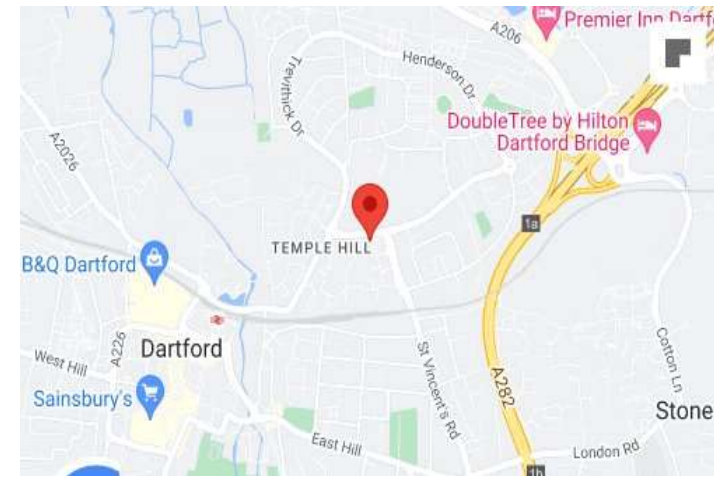 Premier Inn Dartf
A206
Henderson Dr
Trevithick Dr
DoubleTree by Hilton
Dartford Bridge
A2026
1a
TEMPLE HILL
B&Q Dartford
Dartford
A226
West Hill
Sainsbury's
St Vincent's Rd
A282
Cotton Ln
Stone
East Hill
London Rd
1b